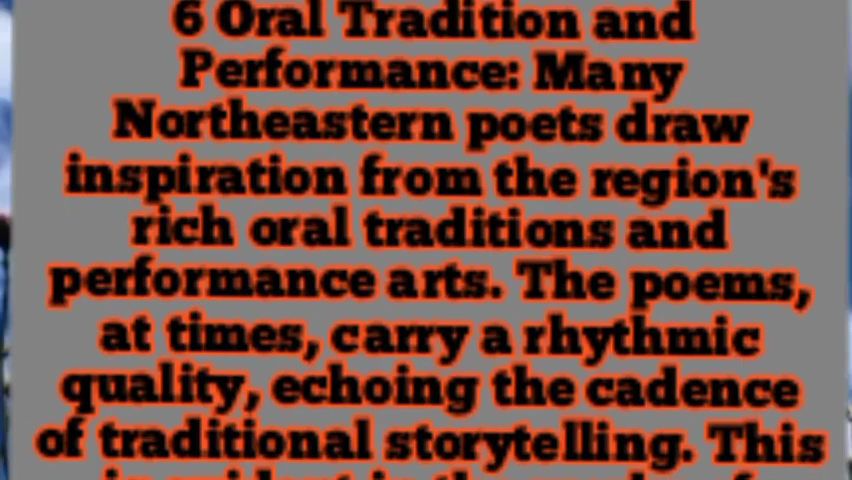 6 Oral Tradition and
Performance: Many
Northeastern poets draw
inspiration from the region's
rich oral traditions and
performance arts. The poems,
at times, carry a rhythmic
quality, echoing the cadence
of traditional storytelling. This